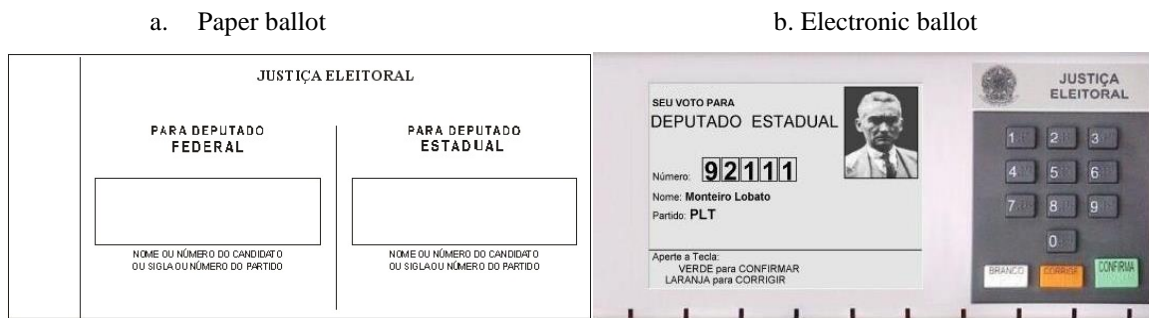 a. Paper ballot
b. Electronic ballot
JUSTIÇA ELEITORAL
PARA DEPUTADO
FEDERAL
NOME OU NÚMERO DO CANDIDATO
OU SIGLA OU NÚMERO DO PARTIDO
PARA DEPUTADO
ESTADUAL
NOME OU NÚMERO DO CANDIDATO
OU SIGLA OU NÚMERO DO PARTIDO
SEU VOTO PARA
DEPUTADO ESTADUAL
Número: 92111
Nome: Monteiro Lobato
Partido: PLT
Aperte a Tecla:
VERDE para CONFIRMAR
LARANJA para CORRIGIR
JUSTIÇA
ELEITORAL
1 2 3
4 5 6
7 8 9
0
BRANCO CORRIGE CONFIRMA